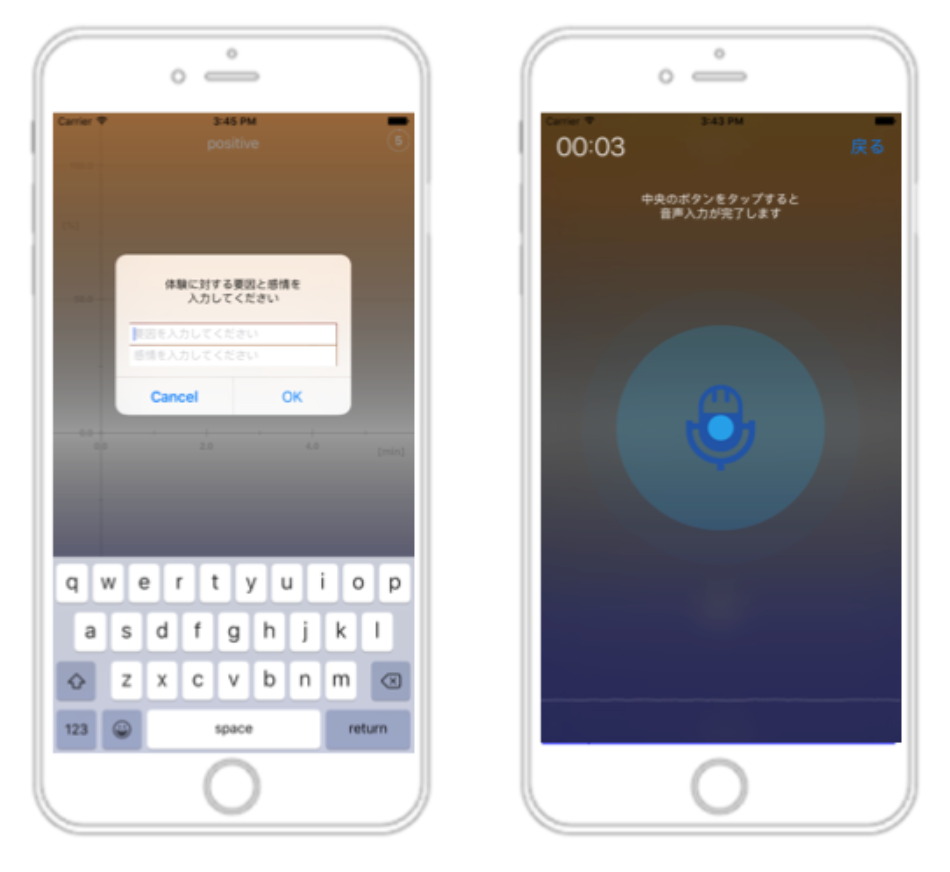 Carrier
3:45 PM
positive
5
体験に対する要因と感情を
入力してください
要因を入力してください
感情を入力してください
Cancel
OK
0.0
0.0
2.0
4.0
[min]
q w e r t y u i o p
a s d f g h j k l
z x c v b n m
123
space
return
Carrier
3:43 PM
00:03
戻る
中央のボタンをタップすると
音声入力が完了します